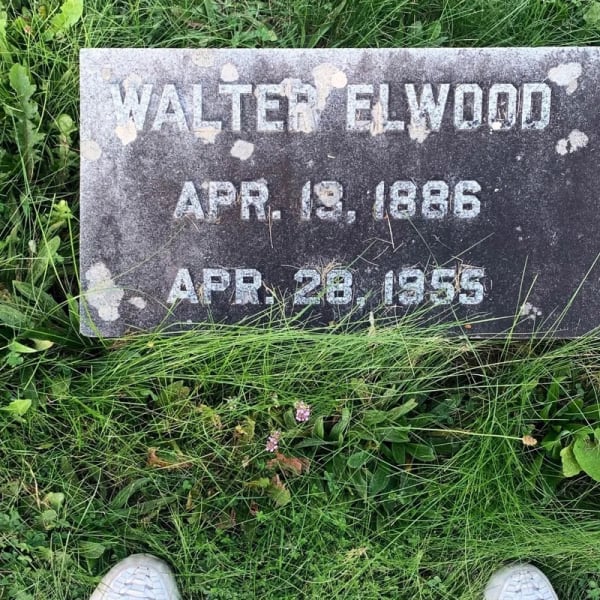 WALTER ELWOOD
APR. 19, 1886
APR. 28, 1955